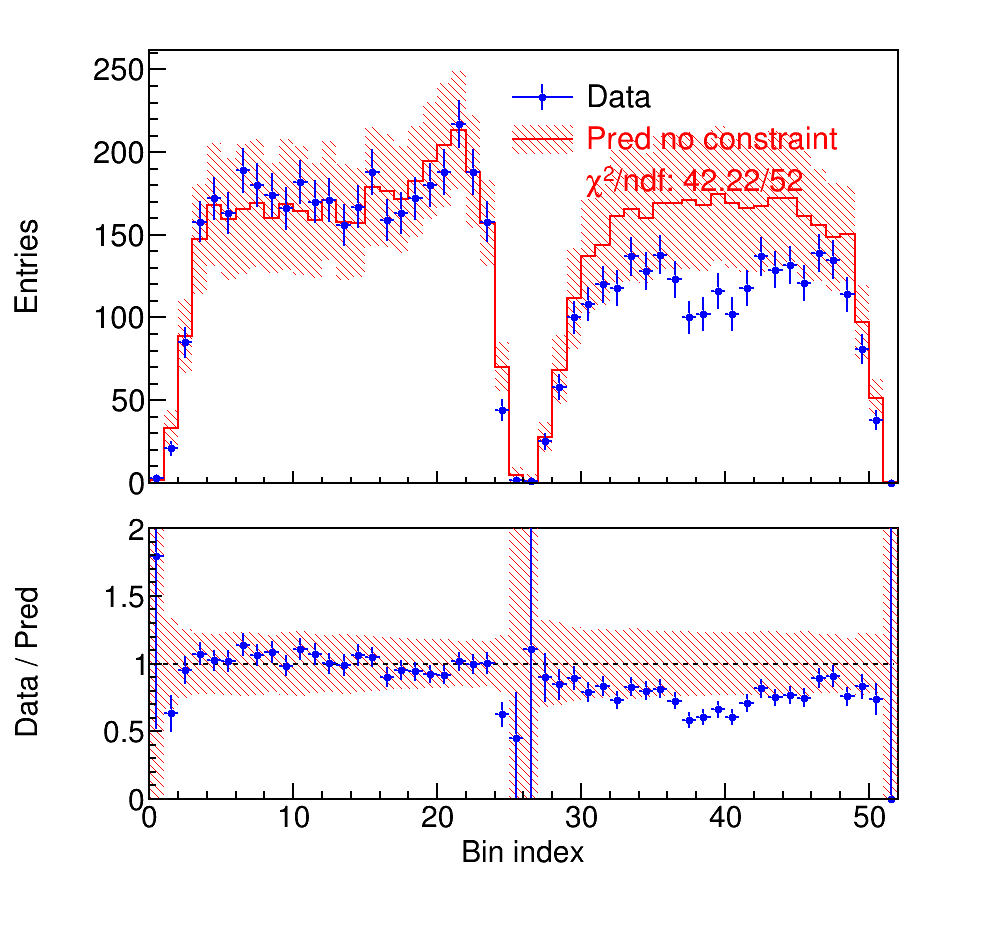 Entries
250
200
150
100
50
0
Data
Pred no constraint
χ²/ndf: 42.22/52
Data / Pred
2
1.5
1
0.5
0
0 10 20 30 40 50
Bin index